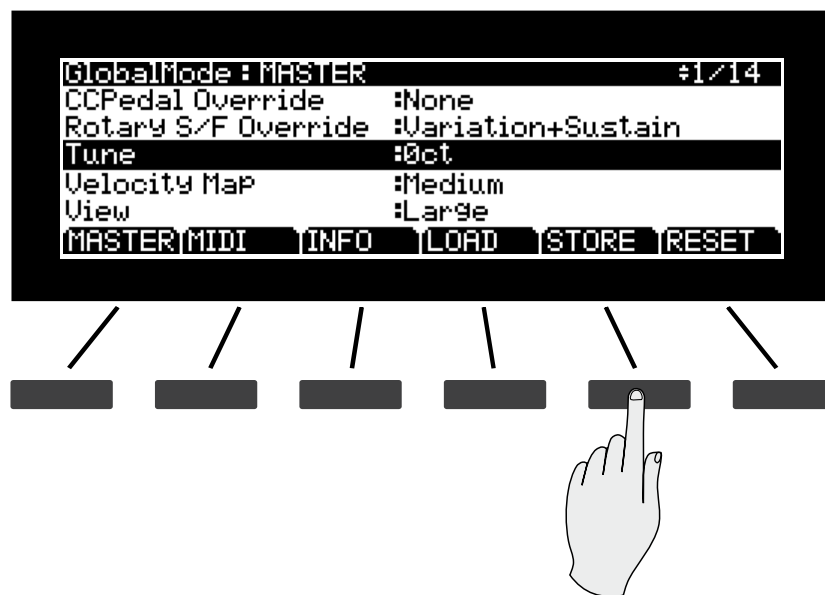 GlobalMode : MASTER ÷1/14
CCPedal Override :None
Rotary S/F Override :Variation+Sustain
Tune :0ct
Velocity Map :Medium
View :Large
MASTER MIDI INFO LOAD STORE RESET